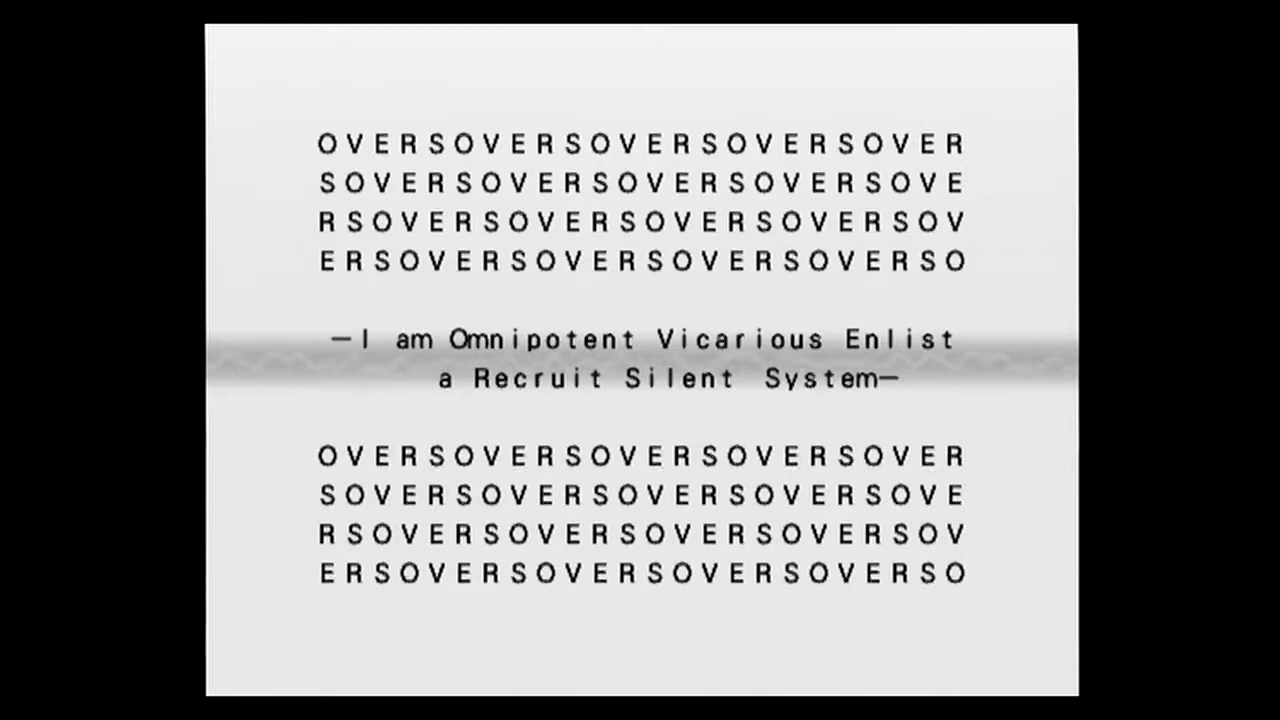 OVERSOVERSOVERSOVERSOVER
SOVERSOVERSOVERSOVERSOVE
RSOVERSOVERSOVERSOVERSOV
ERSOVERSOVERSOVERSOVERSO
—I am Omnipotent Vicarious Enlist
a Recruit Silent System—
OVERSOVERSOVERSOVERSOVER
SOVERSOVERSOVERSOVERSOVE
RSOVERSOVERSOVERSOVERSOV
ERSOVERSOVERSOVERSOVERSO